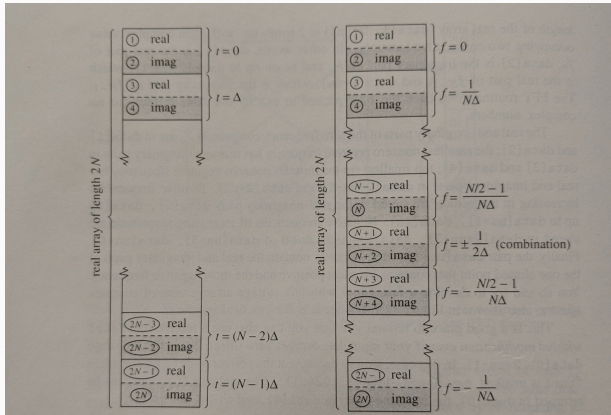 real array of length 2N
1 real
2 imag
t = 0
3 real
4 imag
t = Δ
2N − 3 real
2N − 2 imag
t = (N − 2)Δ
2N − 1 real
2N imag
t = (N − 1)Δ
real array of length 2N
1 real
2 imag
f = 0
3 real
4 imag
f = 1/NΔ
N − 1 real
N imag
f = N/2 − 1/NΔ
N + 1 real
N + 2 imag
f = ± 1/2Δ (combination)
N + 3 real
N + 4 imag
f = − N/2 − 1/NΔ
2N − 1 real
2N imag
f = − 1/NΔ